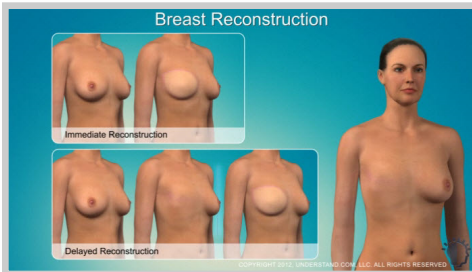 Breast Reconstruction
Immediate Reconstruction
Delayed Reconstruction
COPYRIGHT 2012, UNDERSTAND.COM, LLC. ALL RIGHTS RESERVED